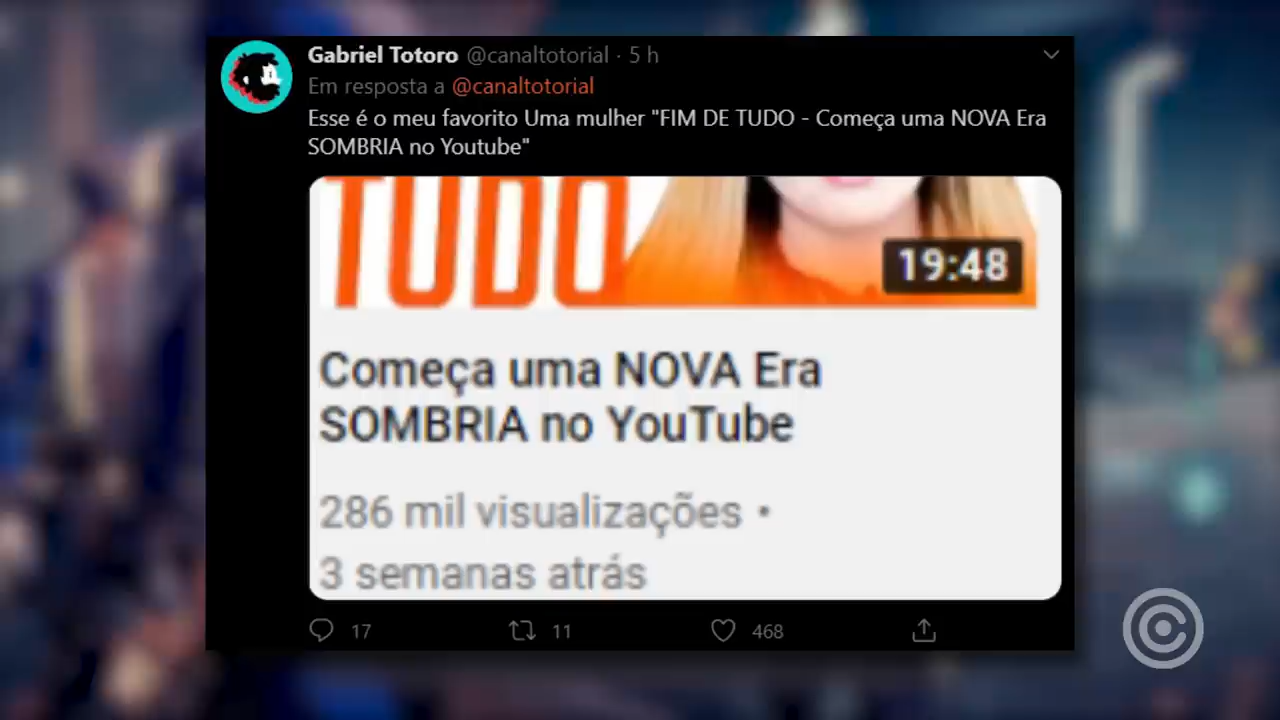 Gabriel Totoro @canaltotorial · 5 h
Em resposta a @canaltotorial
Esse é o meu favorito Uma mulher "FIM DE TUDO - Começa uma NOVA Era
SOMBRIA no Youtube"
TUDO
19:48
Começa uma NOVA Era
SOMBRIA no YouTube
286 mil visualizações •
3 semanas atrás
17 11 468